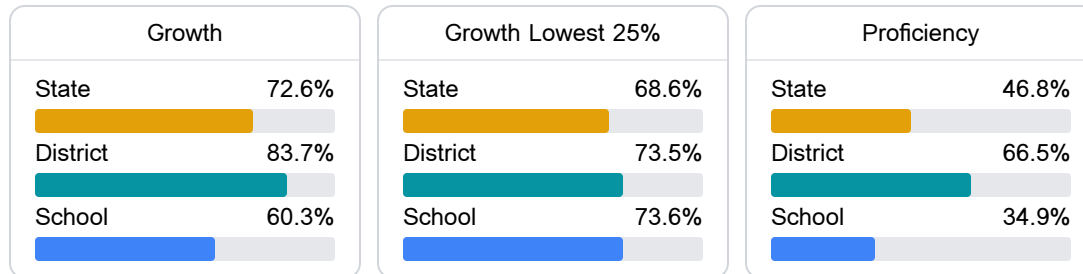 Growth
State 72.6%
District 83.7%
School 60.3%
Growth Lowest 25%
State 68.6%
District 73.5%
School 73.6%
Proficiency
State 46.8%
District 66.5%
School 34.9%